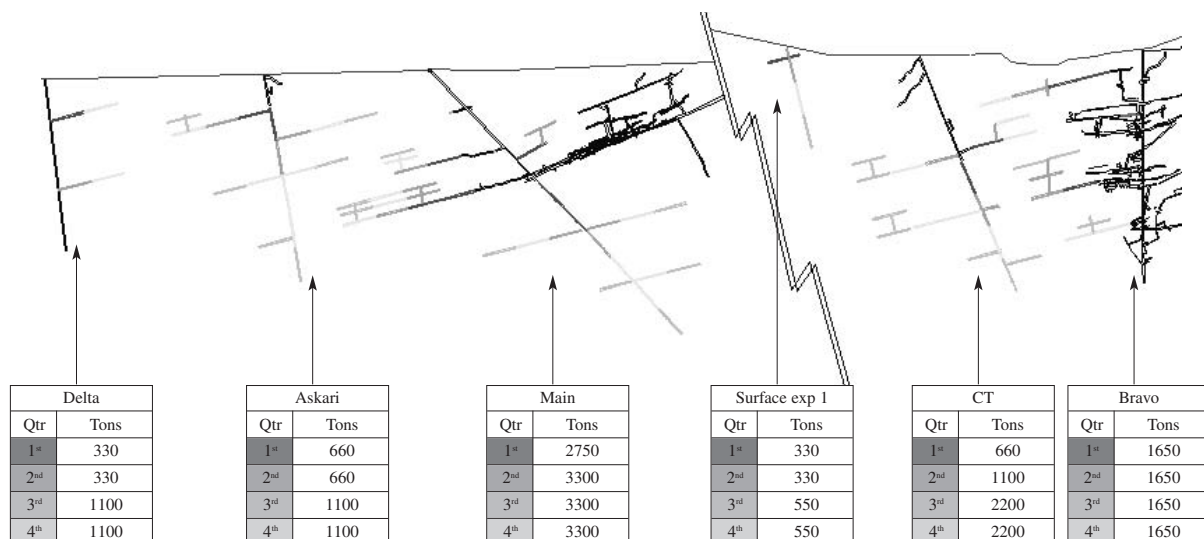 Delta
Qtr Tons
1st 330
2nd 330
3rd 1100
4th 1100
Askari
Qtr Tons
1st 660
2nd 660
3rd 1100
4th 1100
Main
Qtr Tons
1st 2750
2nd 3300
3rd 3300
4th 3300
Surface exp 1
Qtr Tons
1st 330
2nd 330
3rd 550
4th 550
CT
Qtr Tons
1st 660
2nd 1100
3rd 2200
4th 2200
Bravo
Qtr Tons
1st 1650
2nd 1650
3rd 1650
4th 1650